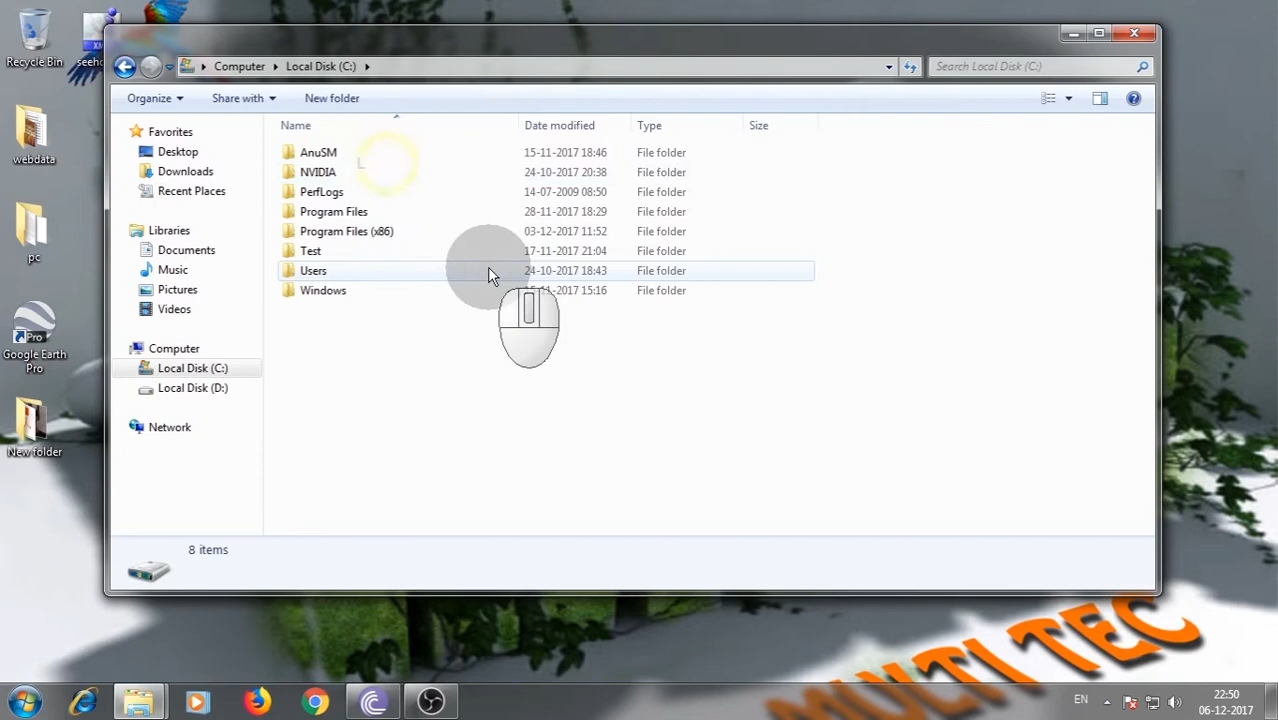 Recycle Bin
seeho
webdata
pc
Pro
Google Earth
Pro
New folder
Computer
Local Disk (C:)
Search Local Disk (C:)
Organize
Share with
New folder
Favorites
Desktop
Downloads
Recent Places
Libraries
Documents
Music
Pictures
Videos
Computer
Local Disk (C:)
Local Disk (D:)
Network
Name Date modified Type Size
AnuSM 15-11-2017 18:46 File folder
NVIDIA 24-10-2017 20:38 File folder
PerfLogs 14-07-2009 08:50 File folder
Program Files 28-11-2017 18:29 File folder
Program Files (x86) 03-12-2017 11:52 File folder
Test 17-11-2017 21:04 File folder
Users 24-10-2017 18:43 File folder
Windows 2017 15:16 File folder
8 items
MULTI TEC
EN
22:50
06-12-2017